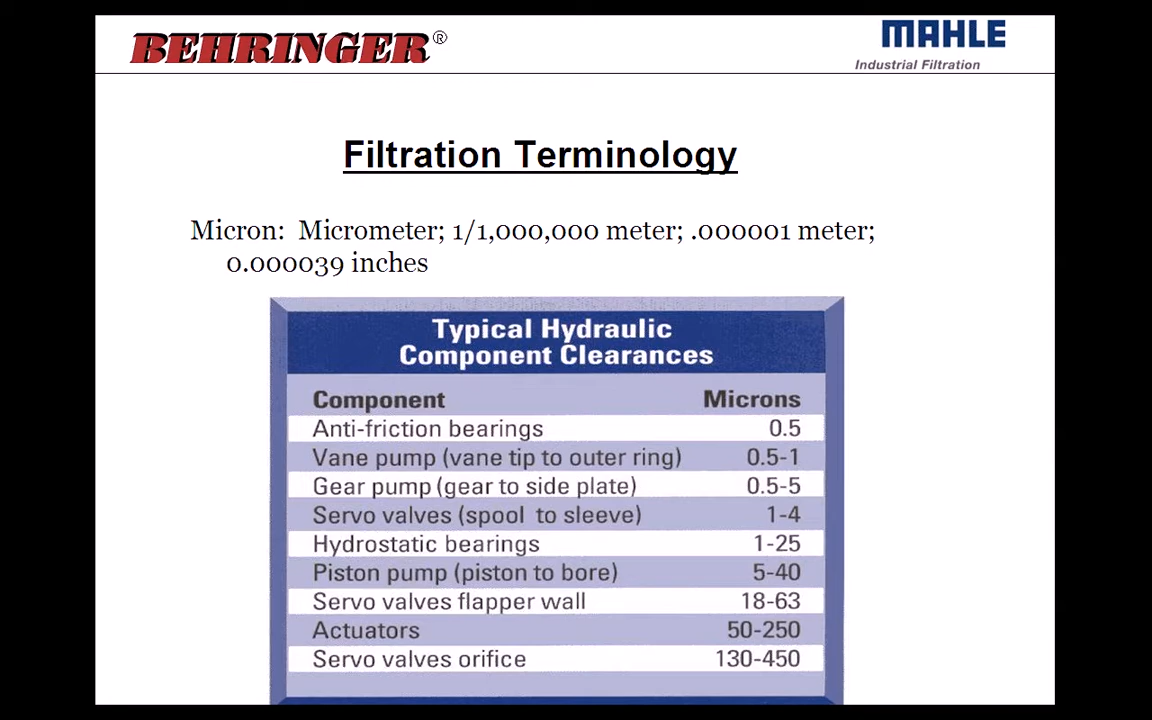 BEHRINGER®
MAHLE
Industrial Filtration
Filtration Terminology
Micron: Micrometer; 1/1,000,000 meter; .000001 meter;
0.000039 inches
Typical Hydraulic
Component Clearances
Component Microns
Anti-friction bearings 0.5
Vane pump (vane tip to outer ring) 0.5-1
Gear pump (gear to side plate) 0.5-5
Servo valves (spool to sleeve) 1-4
Hydrostatic bearings 1-25
Piston pump (piston to bore) 5-40
Servo valves flapper wall 18-63
Actuators 50-250
Servo valves orifice 130-450